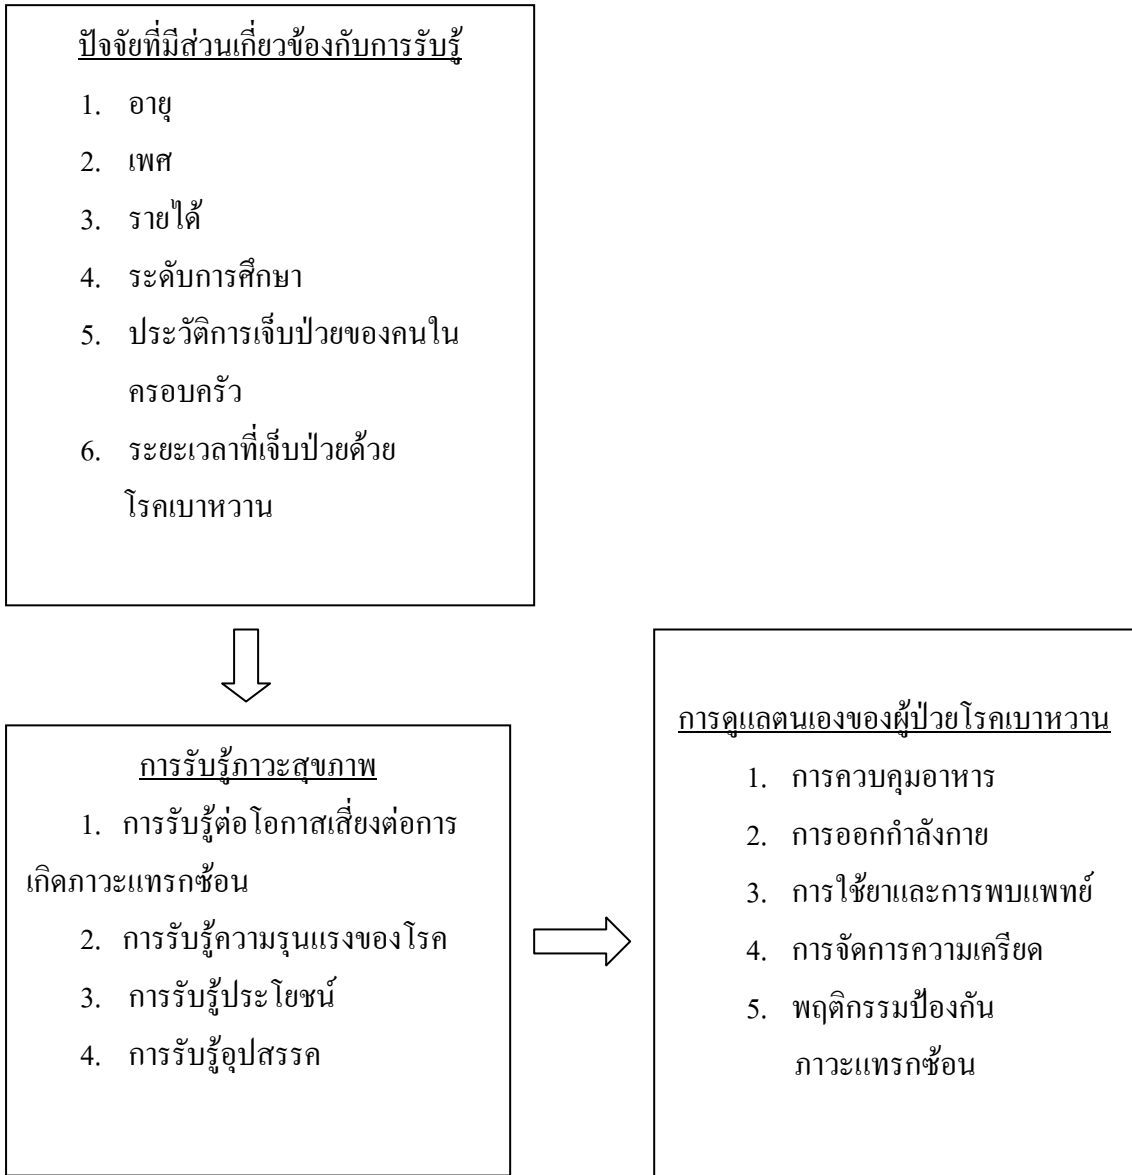 ปัจจัยที่มีส่วนเกี่ยวข้องกับการรับรู้
1. อายุ
2. เพศ
3. รายได้
4. ระดับการศึกษา
5. ประวัติการเจ็บป่วยของคนใน
ครอบครัว
6. ระยะเวลาที่เจ็บป่วยด้วย
โรคเบาหวาน
การรับรู้ภาวะสุขภาพ
1. การรับรู้ต่อโอกาสเสี่ยงต่อการ
เกิดภาวะแทรกซ้อน
2. การรับรู้ความรุนแรงของโรค
3. การรับรู้ประโยชน์
4. การรับรู้อุปสรรค
การดูแลตนเองของผู้ป่วยโรคเบาหวาน
1. การควบคุมอาหาร
2. การออกกำลังกาย
3. การใช้ยาและการพบแพทย์
4. การจัดการความเครียด
5. พฤติกรรมป้องกัน
ภาวะแทรกซ้อน